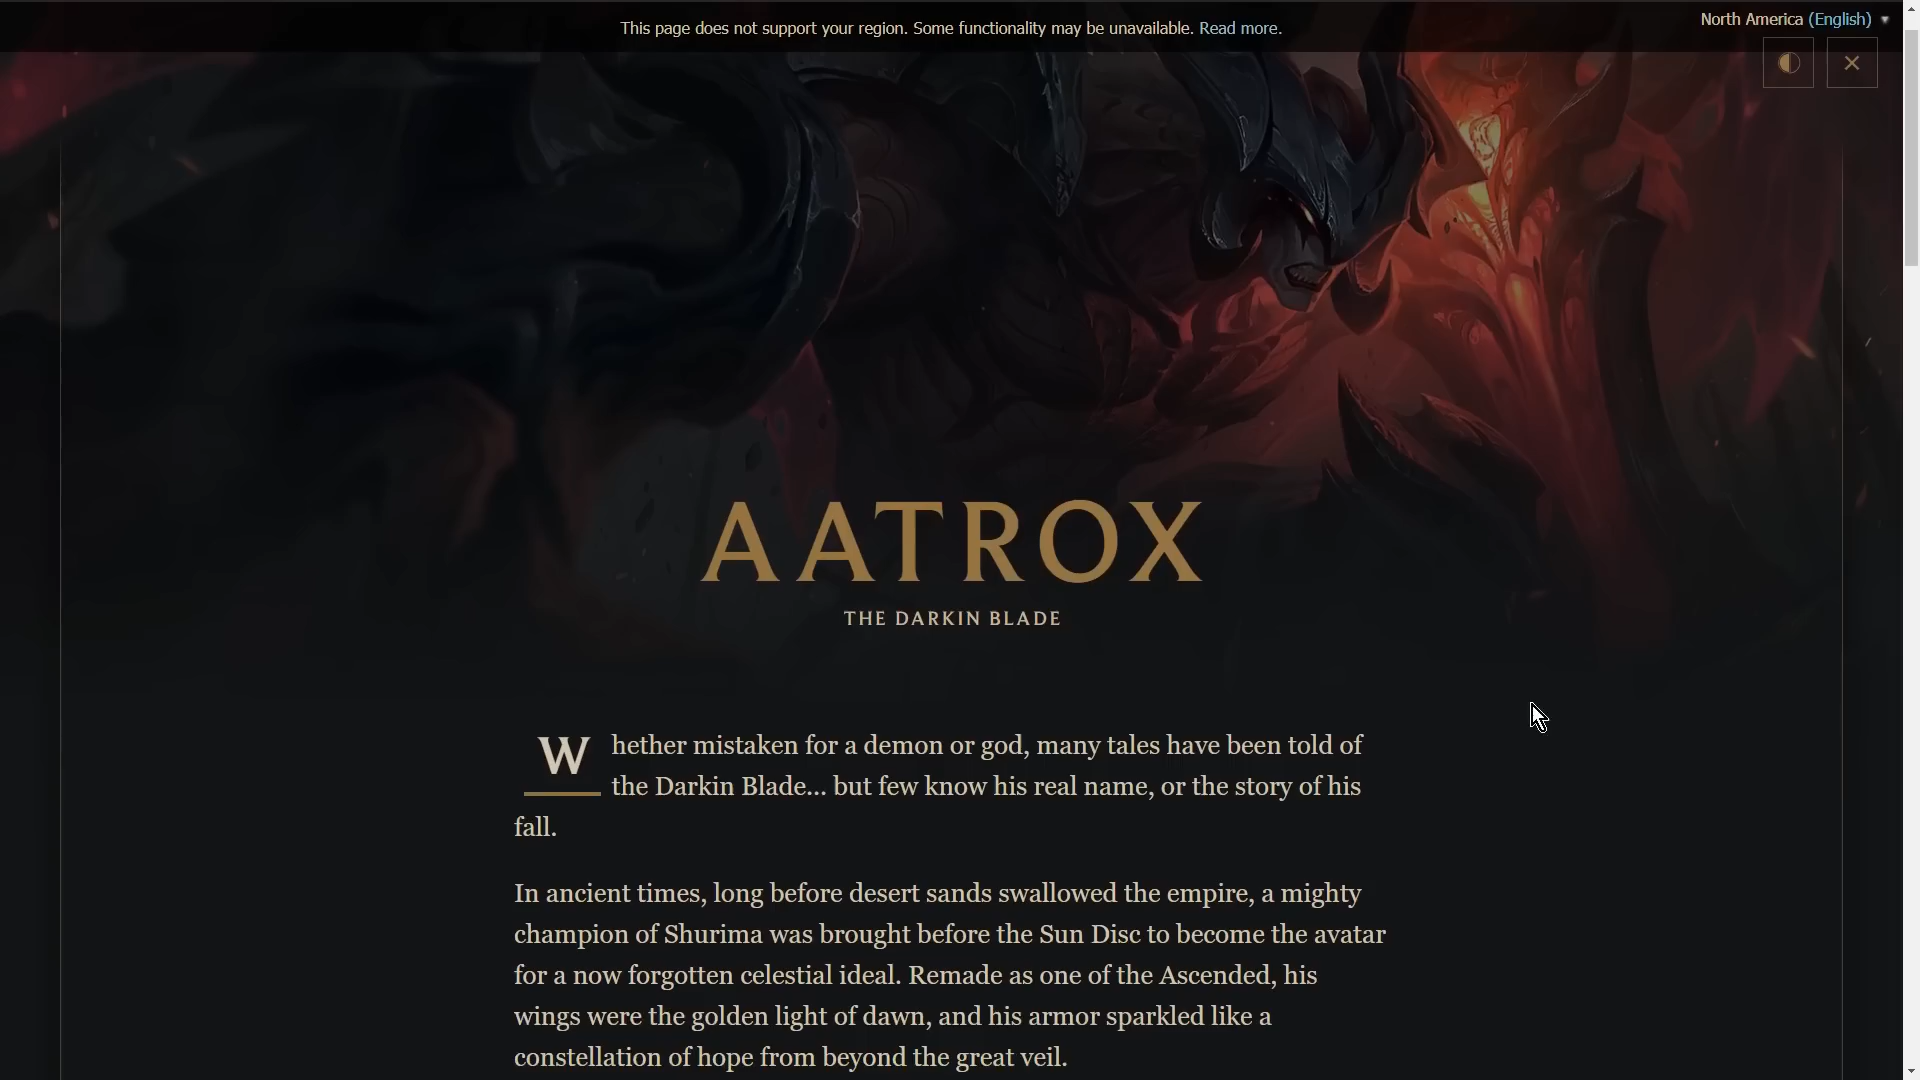 This page does not support your region. Some functionality may be unavailable. Read more.
North America (English)
AATROX
THE DARKIN BLADE
Whether mistaken for a demon or god, many tales have been told of
the Darkin Blade... but few know his real name, or the story of his
fall.
In ancient times, long before desert sands swallowed the empire, a mighty
champion of Shurima was brought before the Sun Disc to become the avatar
for a now forgotten celestial ideal. Remade as one of the Ascended, his
wings were the golden light of dawn, and his armor sparkled like a
constellation of hope from beyond the great veil.